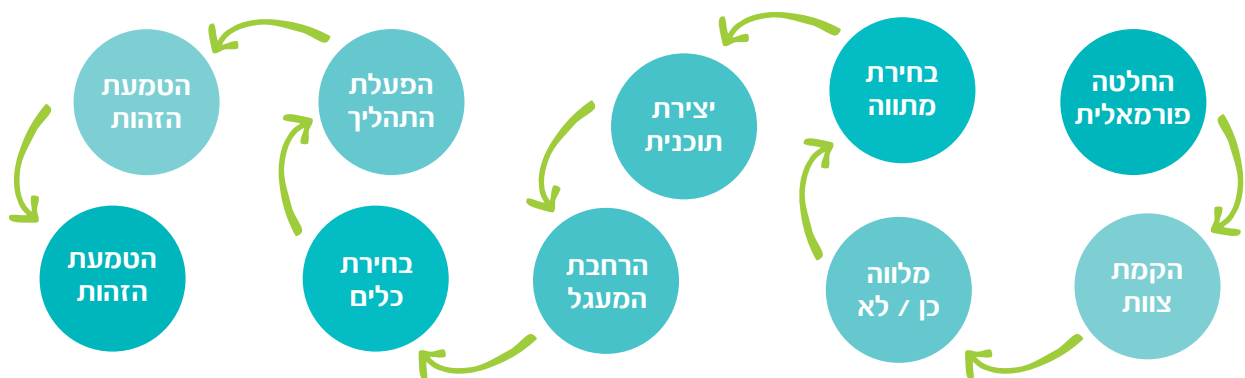 החלטה
פורמאלית
הקמת
צוות
מלווה
כן / לא
בחירת
מתווה
יצירת
תוכנית
הרחבת
המעגל
בחירת
כלים
הפעלת
התהליך
הטמעת
הזהות
הטמעת
הזהות